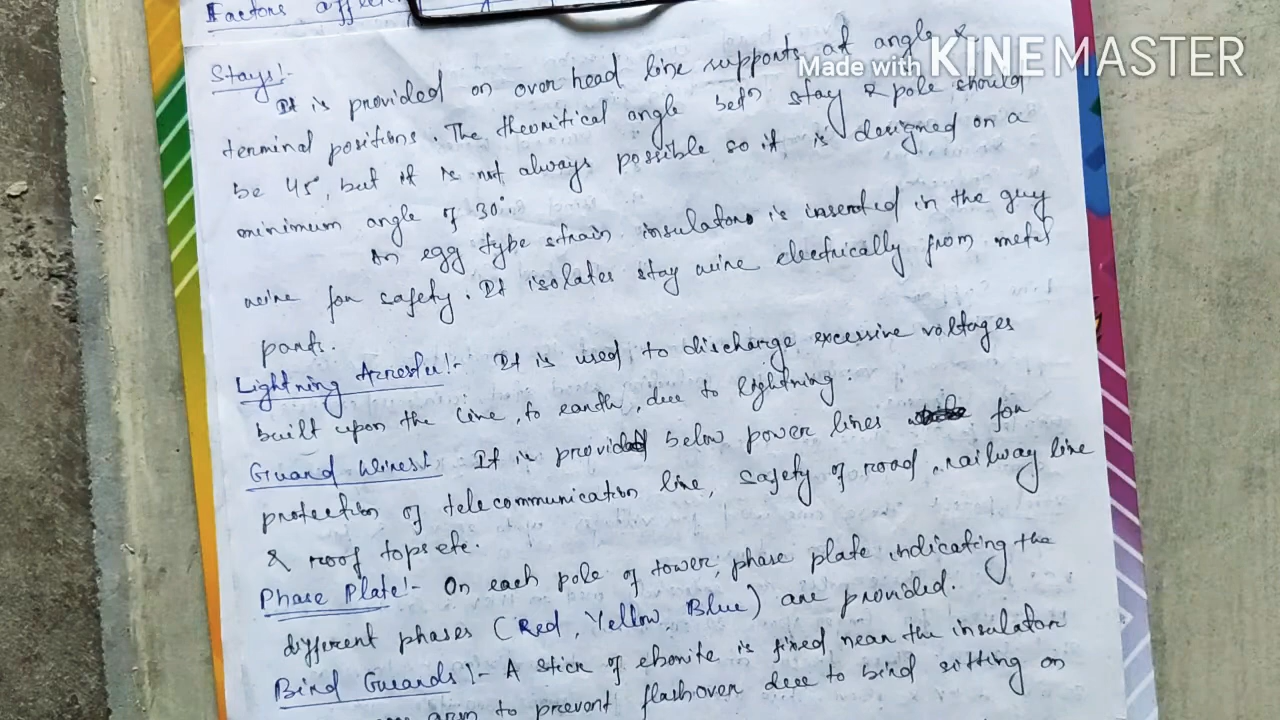 Factors affec
Made with KINEMASTER
Stays:-
It is provided on over head line supports at angle &
terminal positions. The theoritical angle betn stay & pole should
be 45°, but it is not always possible so it is designed on a
minimum angle of 30°.
An egg type strain insulators is inserted in the guy
wire for safety. It isolates stay wire electrically from metal
parts.
Lightning Arrester:- It is used to discharge excessive voltages
built upon the line, to earth, due to lightning.
Guard Wires:- It is provided below power lines for
protection of telecommunication line, safety of road, railway line
& roof tops etc.
Phase Plate:- On each pole of tower, phase plate indicating the
different phases (Red, Yellow, Blue) are provided.
Bird Guards:- A stick of ebonite is fixed near the insulator
arm to prevent flashover due to bird sitting on